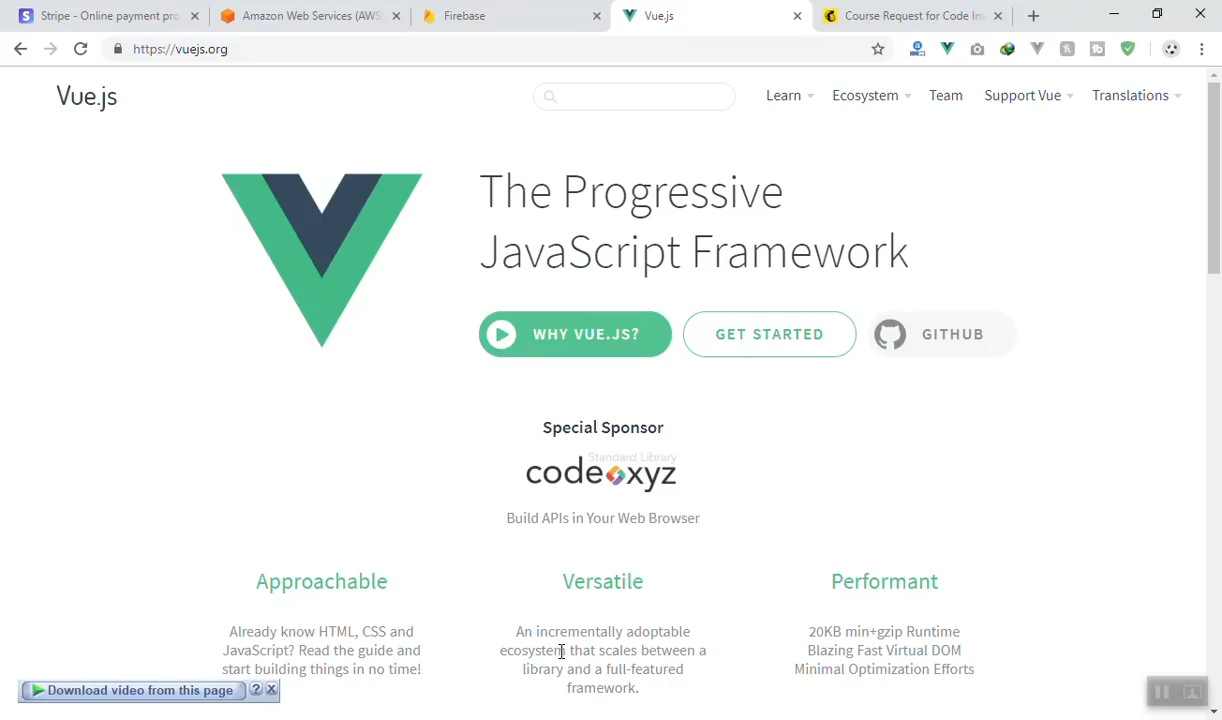 Stripe - Online payment pro
Amazon Web Services (AWS
Firebase
Vue.js
Course Request for Code Ins
https://vuejs.org
Vue.js
Learn
Ecosystem
Team
Support Vue
Translations
The Progressive
JavaScript Framework
WHY VUE.JS?
GET STARTED
GITHUB
Special Sponsor
Standard Library
code xyz
Build APIs in Your Web Browser
Approachable
Already know HTML, CSS and
JavaScript? Read the guide and
start building things in no time!
Versatile
An incrementally adoptable
ecosystem that scales between a
library and a full-featured
framework.
Performant
20KB min+gzip Runtime
Blazing Fast Virtual DOM
Minimal Optimization Efforts
Download video from this page
? X